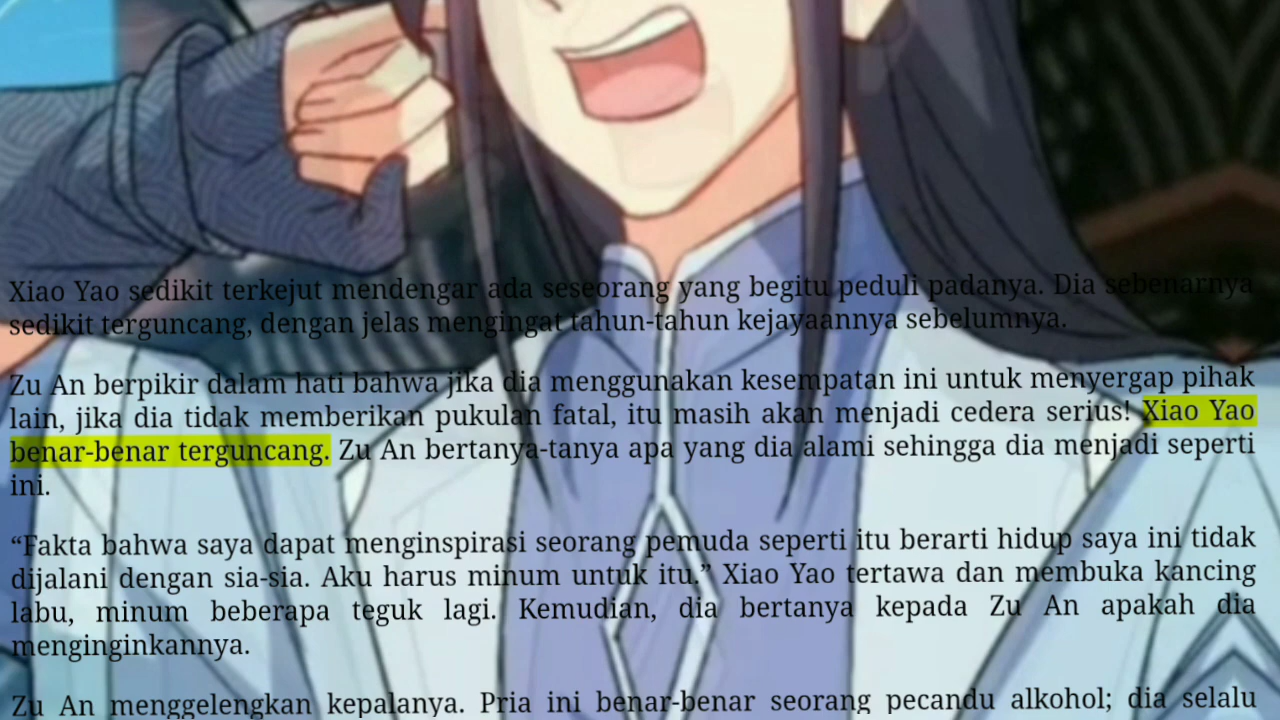 Xiao Yao sedikit terkejut mendengar ada seseorang yang begitu peduli padanya. Dia sebenarnya
sedikit terguncang, dengan jelas mengingat tahun-tahun kejayaannya sebelumnya.
Zu An berpikir dalam hati bahwa jika dia menggunakan kesempatan ini untuk menyergap pihak
lain, jika dia tidak memberikan pukulan fatal, itu masih akan menjadi cedera serius! Xiao Yao
benar-benar terguncang. Zu An bertanya-tanya apa yang dia alami sehingga dia menjadi seperti
ini.
“Fakta bahwa saya dapat menginspirasi seorang pemuda seperti itu berarti hidup saya ini tidak
dijalani dengan sia-sia. Aku harus minum untuk itu.” Xiao Yao tertawa dan membuka kancing
labu, minum beberapa teguk lagi. Kemudian, dia bertanya kepada Zu An apakah dia
menginginkannya.
Zu An menggelengkan kepalanya. Pria ini benar-benar seorang pecandu alkohol; dia selalu